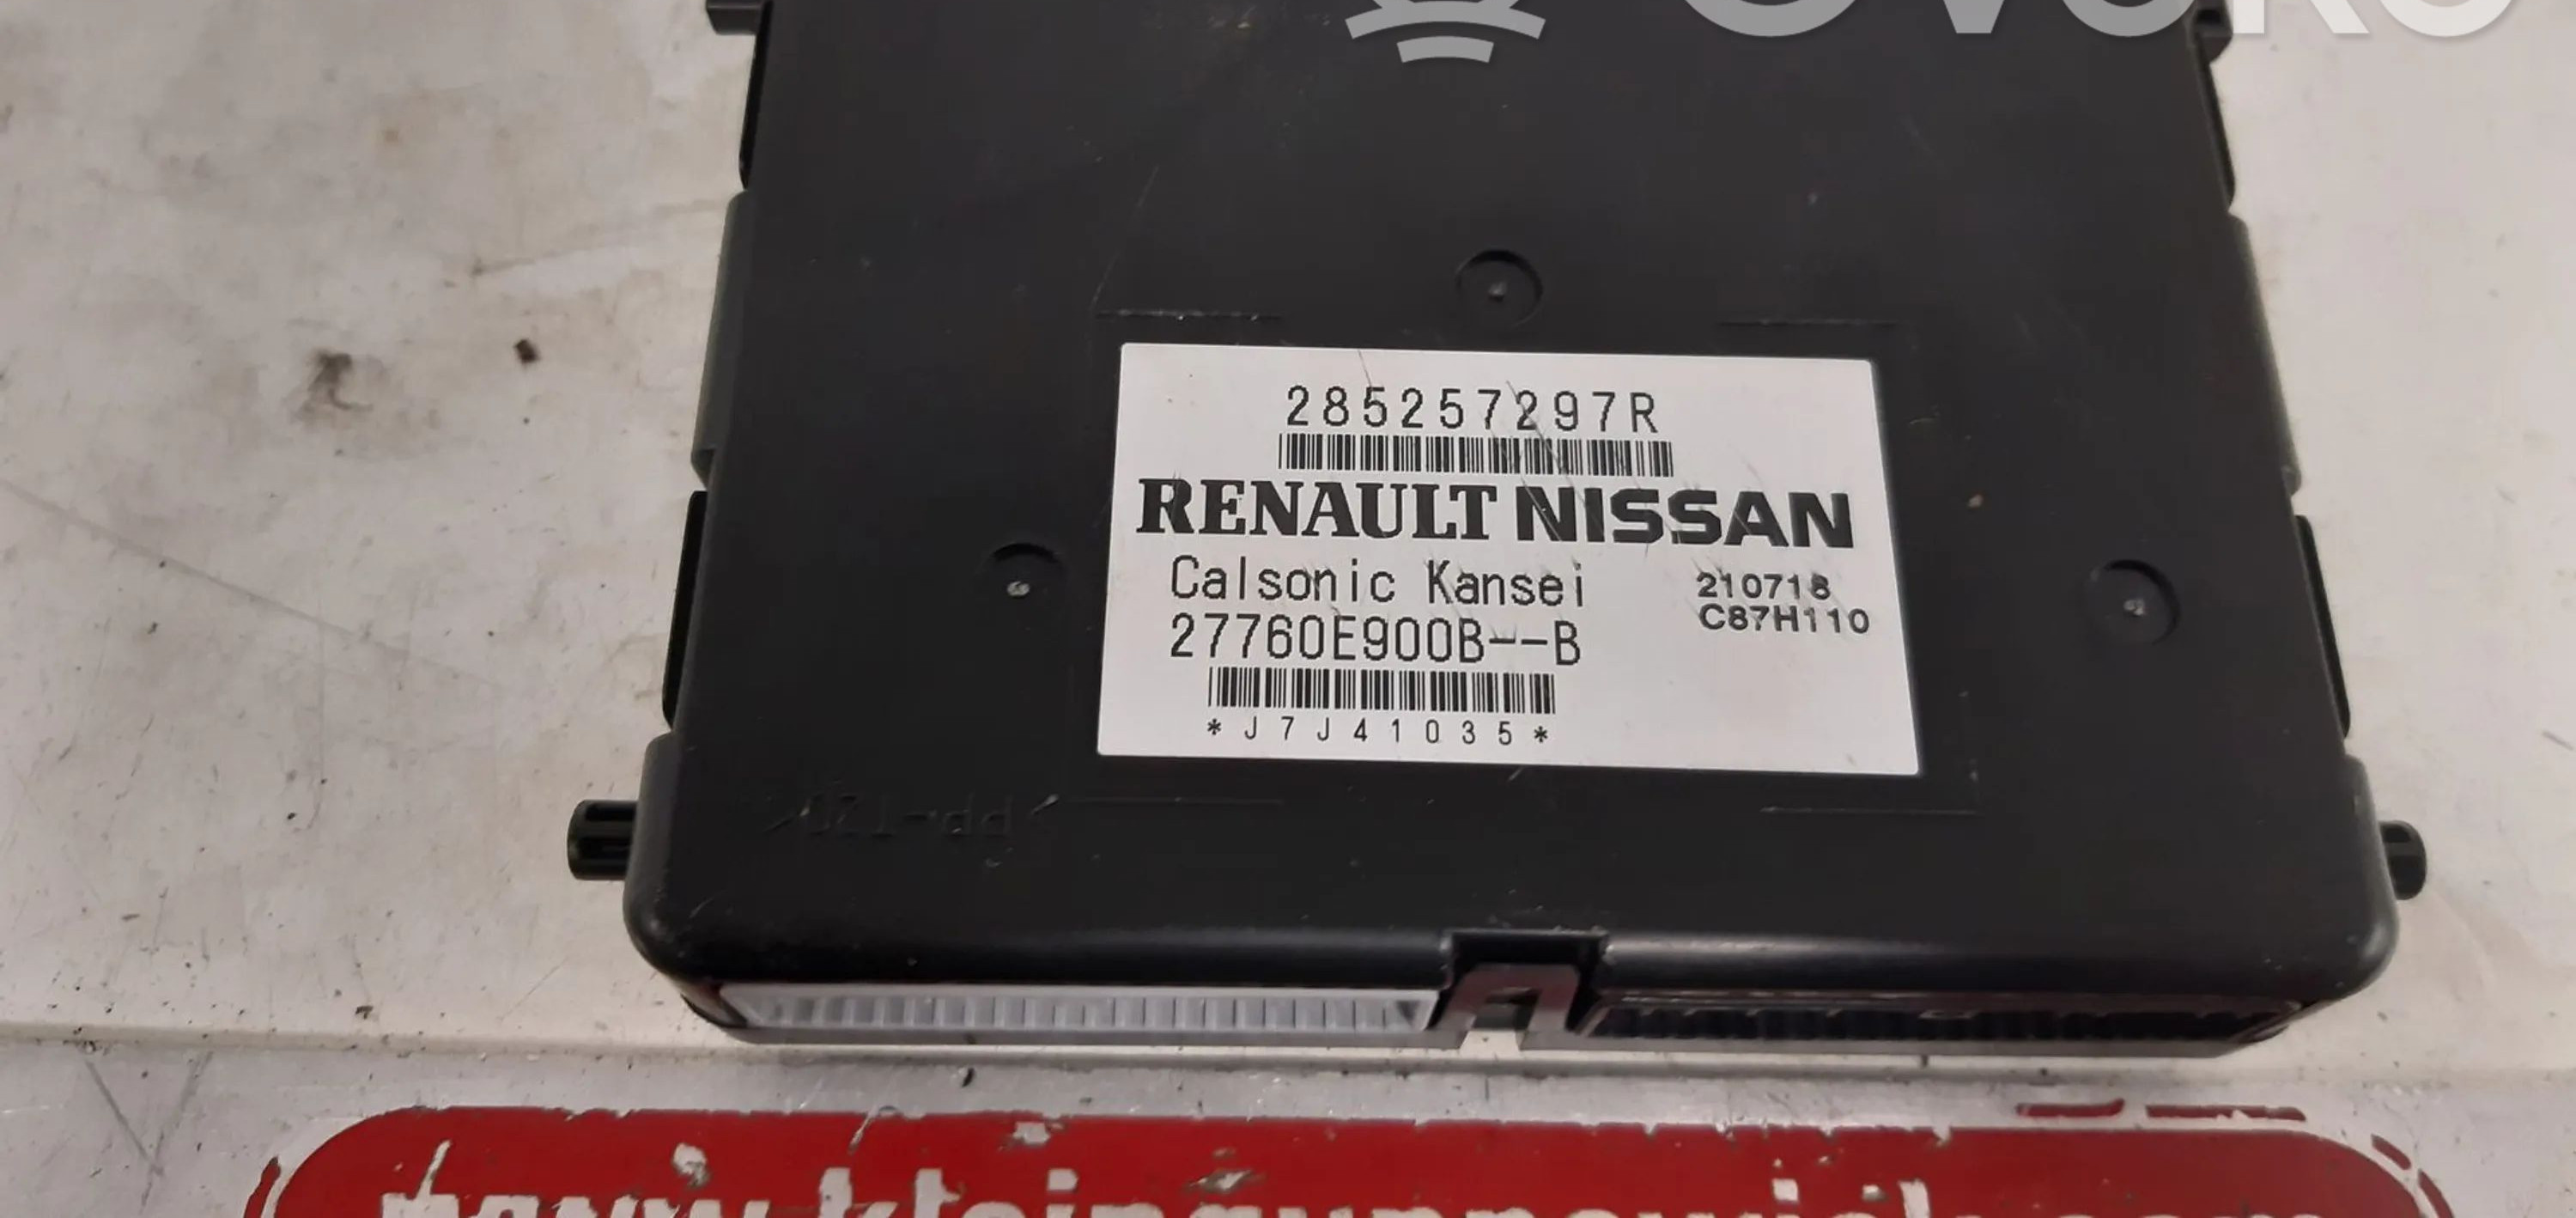 285257297R
RENAULT NISSAN
Calsonic Kansei
210718
C87H110
27760E900B--B
*J7J41035*